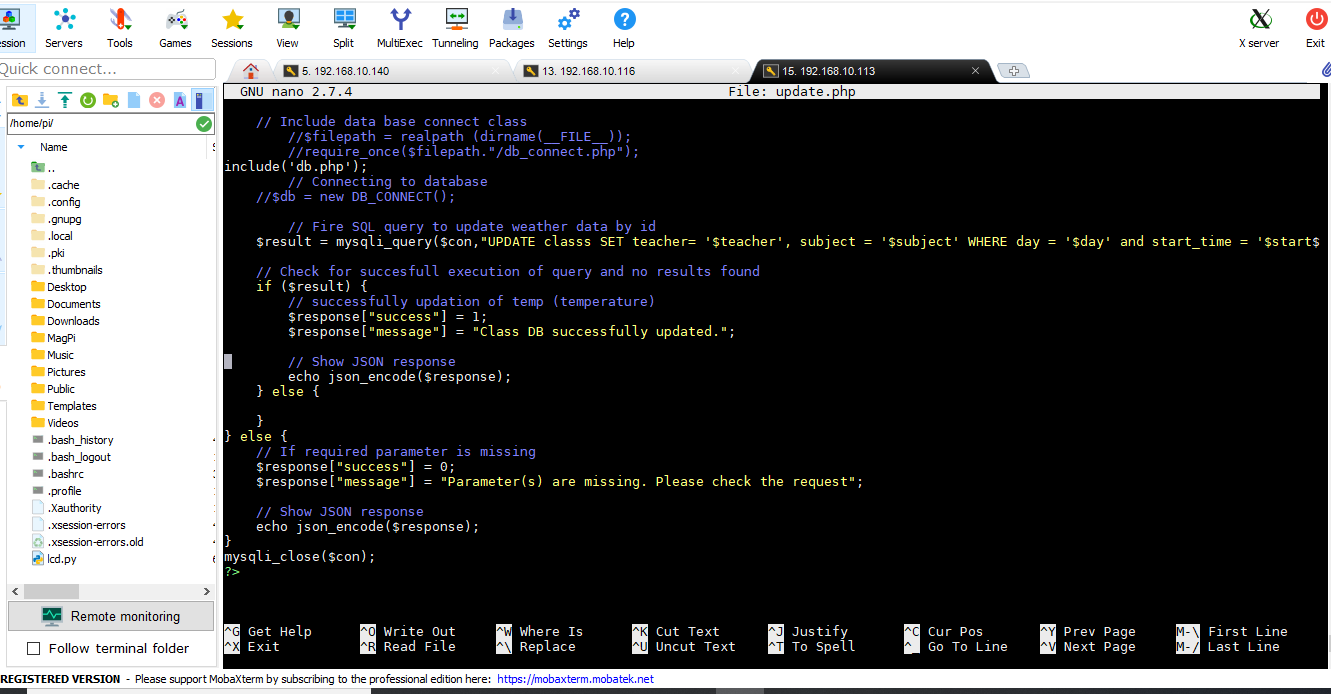 ession Servers Tools Games Sessions View Split MultiExec Tunneling Packages Settings Help X server Exit
Quick connect...
5. 192.168.10.140
13. 192.168.10.116
15. 192.168.10.113
/home/pi/
Name
..
.cache
.config
.gnupg
.local
.pki
.thumbnails
Desktop
Documents
Downloads
MagPi
Music
Pictures
Public
Templates
Videos
.bash_history
.bash_logout
.bashrc
.profile
.Xauthority
.xsession-errors
.xsession-errors.old
lcd.py
Remote monitoring
Follow terminal folder
GNU nano 2.7.4 File: update.php
// Include data base connect class
//$filepath = realpath (dirname(__FILE__));
//require_once($filepath."/db_connect.php");
include('db.php');
// Connecting to database
//$db = new DB_CONNECT();
// Fire SQL query to update weather data by id
$result = mysqli_query($con,"UPDATE classs SET teacher= '$teacher', subject = '$subject' WHERE day = '$day' and start_time = '$start$
// Check for succesfull execution of query and no results found
if ($result) {
// successfully updation of temp (temperature)
$response["success"] = 1;
$response["message"] = "Class DB successfully updated.";
// Show JSON response
echo json_encode($response);
} else {
}
} else {
// If required parameter is missing
$response["success"] = 0;
$response["message"] = "Parameter(s) are missing. Please check the request";
// Show JSON response
echo json_encode($response);
}
mysqli_close($con);
?>
^G Get Help ^O Write Out ^W Where Is ^K Cut Text ^J Justify ^C Cur Pos ^Y Prev Page M-\ First Line
^X Exit ^R Read File ^\ Replace ^U Uncut Text ^T To Spell ^_ Go To Line ^V Next Page M-/ Last Line
REGISTERED VERSION - Please support MobaXterm by subscribing to the professional edition here: https://mobaxterm.mobatek.net